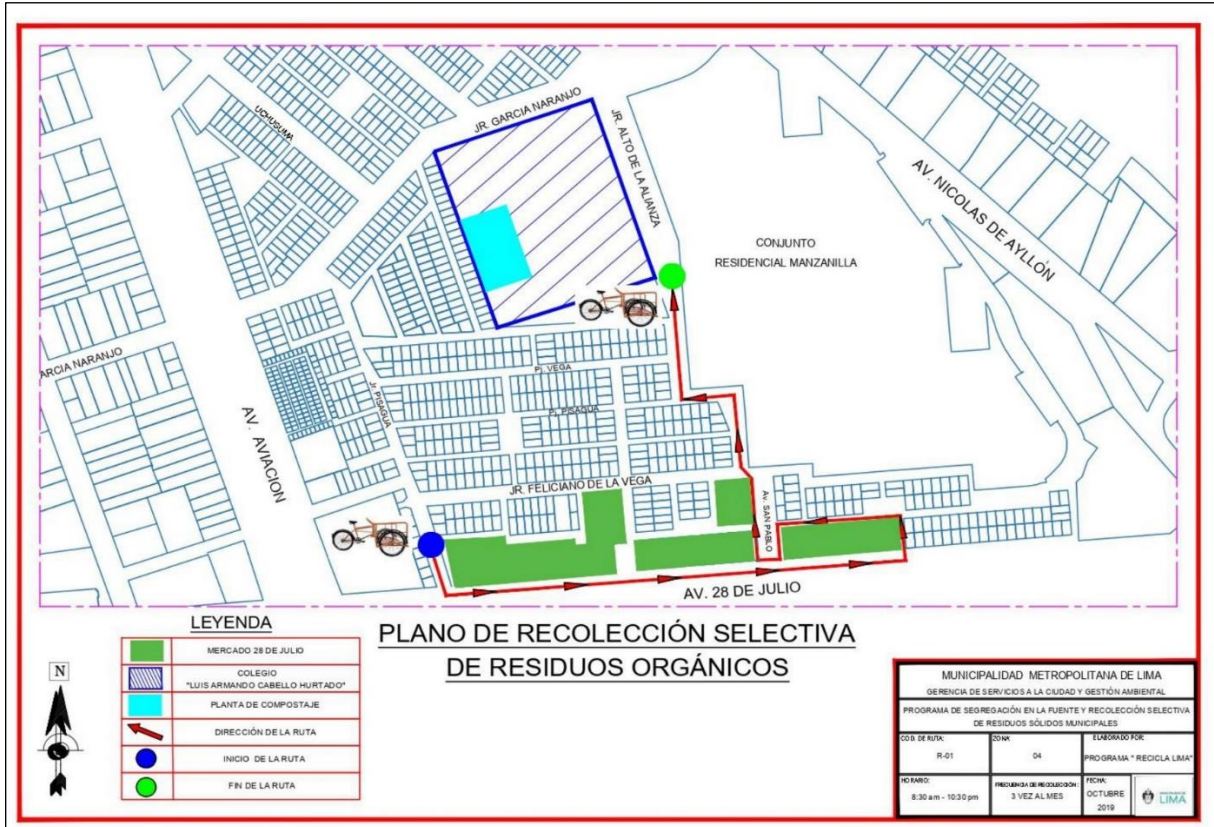 UCHUSUMA
JR. GARCIA NARANJO
JR. ALTO DE LA ALIANZA
AV. NICOLAS DE AYLLÓN
CONJUNTO
RESIDENCIAL MANZANILLA
ARCIA NARANJO
AV. AVIACION
Jr. PISAGUA
Pj. VEGA
Pj. PISAGUA
JR. FELICIANO DE LA VEGA
Av. SAN PABLO
AV. 28 DE JULIO
PLANO DE RECOLECCIÓN SELECTIVA
DE RESIDUOS ORGÁNICOS
LEYENDA
MERCADO 28 DE JULIO
COLEGIO
"LUIS ARMANDO CABELLO HURTADO"
PLANTA DE COMPOSTAJE
DIRECCIÓN DE LA RUTA
INICIO DE LA RUTA
FIN DE LA RUTA
N
MUNICIPALIDAD METROPOLITANA DE LIMA
GERENCIA DE SERVICIOS A LA CIUDAD Y GESTIÓN AMBIENTAL
PROGRAMA DE SEGREGACIÓN EN LA FUENTE Y RECOLECCIÓN SELECTIVA
DE RESIDUOS SÓLIDOS MUNICIPALES
COD. DE RUTA:
R-01
ZONA:
04
ELABORADO POR:
PROGRAMA " RECICLA LIMA"
HORARIO:
8:30 am - 10:30 pm
FRECUENCIA DE RECOLECCIÓN:
3 VEZ AL MES
FECHA:
OCTUBRE
2019
LIMA